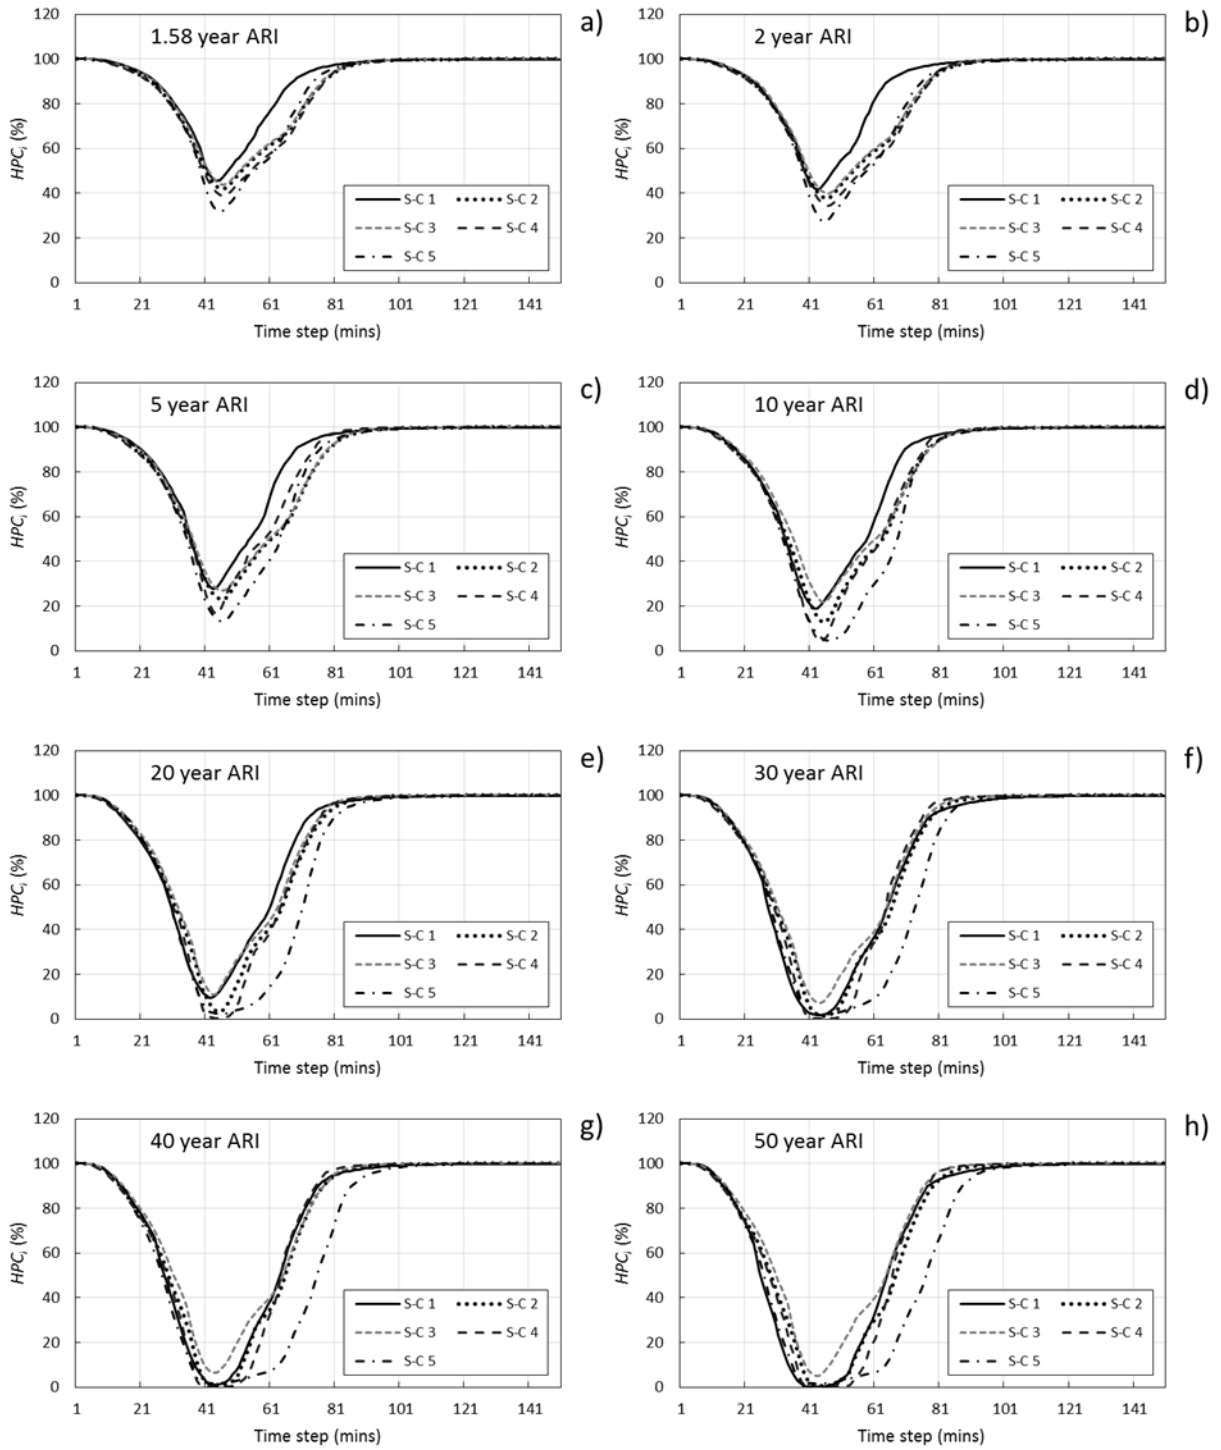 1.58 year ARI
a)
120
100
80
60
40
20
0
HPCi (%)
S-C 1 S-C 2
S-C 3 S-C 4
S-C 5
1 21 41 61 81 101 121 141
Time step (mins)
2 year ARI
b)
120
100
80
60
40
20
0
HPCi (%)
S-C 1 S-C 2
S-C 3 S-C 4
S-C 5
1 21 41 61 81 101 121 141
Time step (mins)
5 year ARI
c)
120
100
80
60
40
20
0
HPCi (%)
S-C 1 S-C 2
S-C 3 S-C 4
S-C 5
1 21 41 61 81 101 121 141
Time step (mins)
10 year ARI
d)
120
100
80
60
40
20
0
HPCi (%)
S-C 1 S-C 2
S-C 3 S-C 4
S-C 5
1 21 41 61 81 101 121 141
Time step (mins)
20 year ARI
e)
120
100
80
60
40
20
0
HPCi (%)
S-C 1 S-C 2
S-C 3 S-C 4
S-C 5
1 21 41 61 81 101 121 141
Time step (mins)
30 year ARI
f)
120
100
80
60
40
20
0
HPCi (%)
S-C 1 S-C 2
S-C 3 S-C 4
S-C 5
1 21 41 61 81 101 121 141
Time step (mins)
40 year ARI
g)
120
100
80
60
40
20
0
HPCi (%)
S-C 1 S-C 2
S-C 3 S-C 4
S-C 5
1 21 41 61 81 101 121 141
Time step (mins)
50 year ARI
h)
120
100
80
60
40
20
0
HPCi (%)
S-C 1 S-C 2
S-C 3 S-C 4
S-C 5
1 21 41 61 81 101 121 141
Time step (mins)